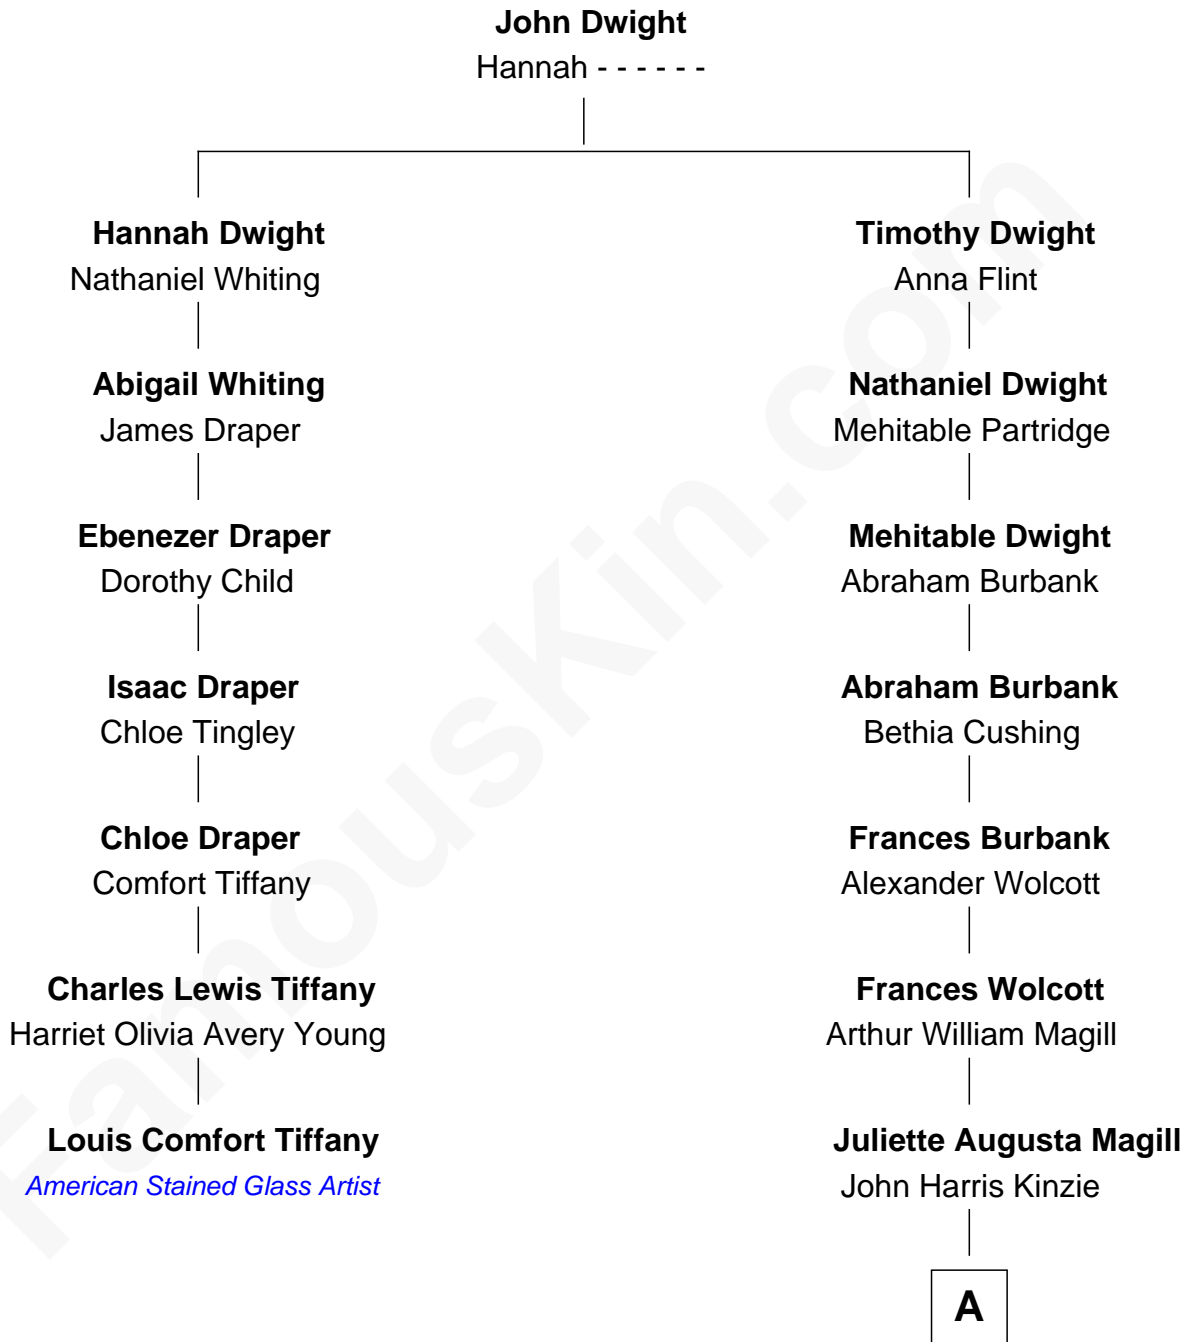 John Dwight
Hannah - - - - - -
Hannah Dwight
Nathaniel Whiting
Timothy Dwight
Anna Flint
Abigail Whiting
James Draper
Nathaniel Dwight
Mehitable Partridge
Ebenezer Draper
Dorothy Child
Mehitable Dwight
Abraham Burbank
Isaac Draper
Chloe Tingley
Abraham Burbank
Bethia Cushing
Chloe Draper
Comfort Tiffany
Frances Burbank
Alexander Wolcott
Charles Lewis Tiffany
Harriet Olivia Avery Young
Frances Wolcott
Arthur William Magill
Louis Comfort Tiffany
American Stained Glass Artist
Juliette Augusta Magill
John Harris Kinzie
A
FamousKin.com